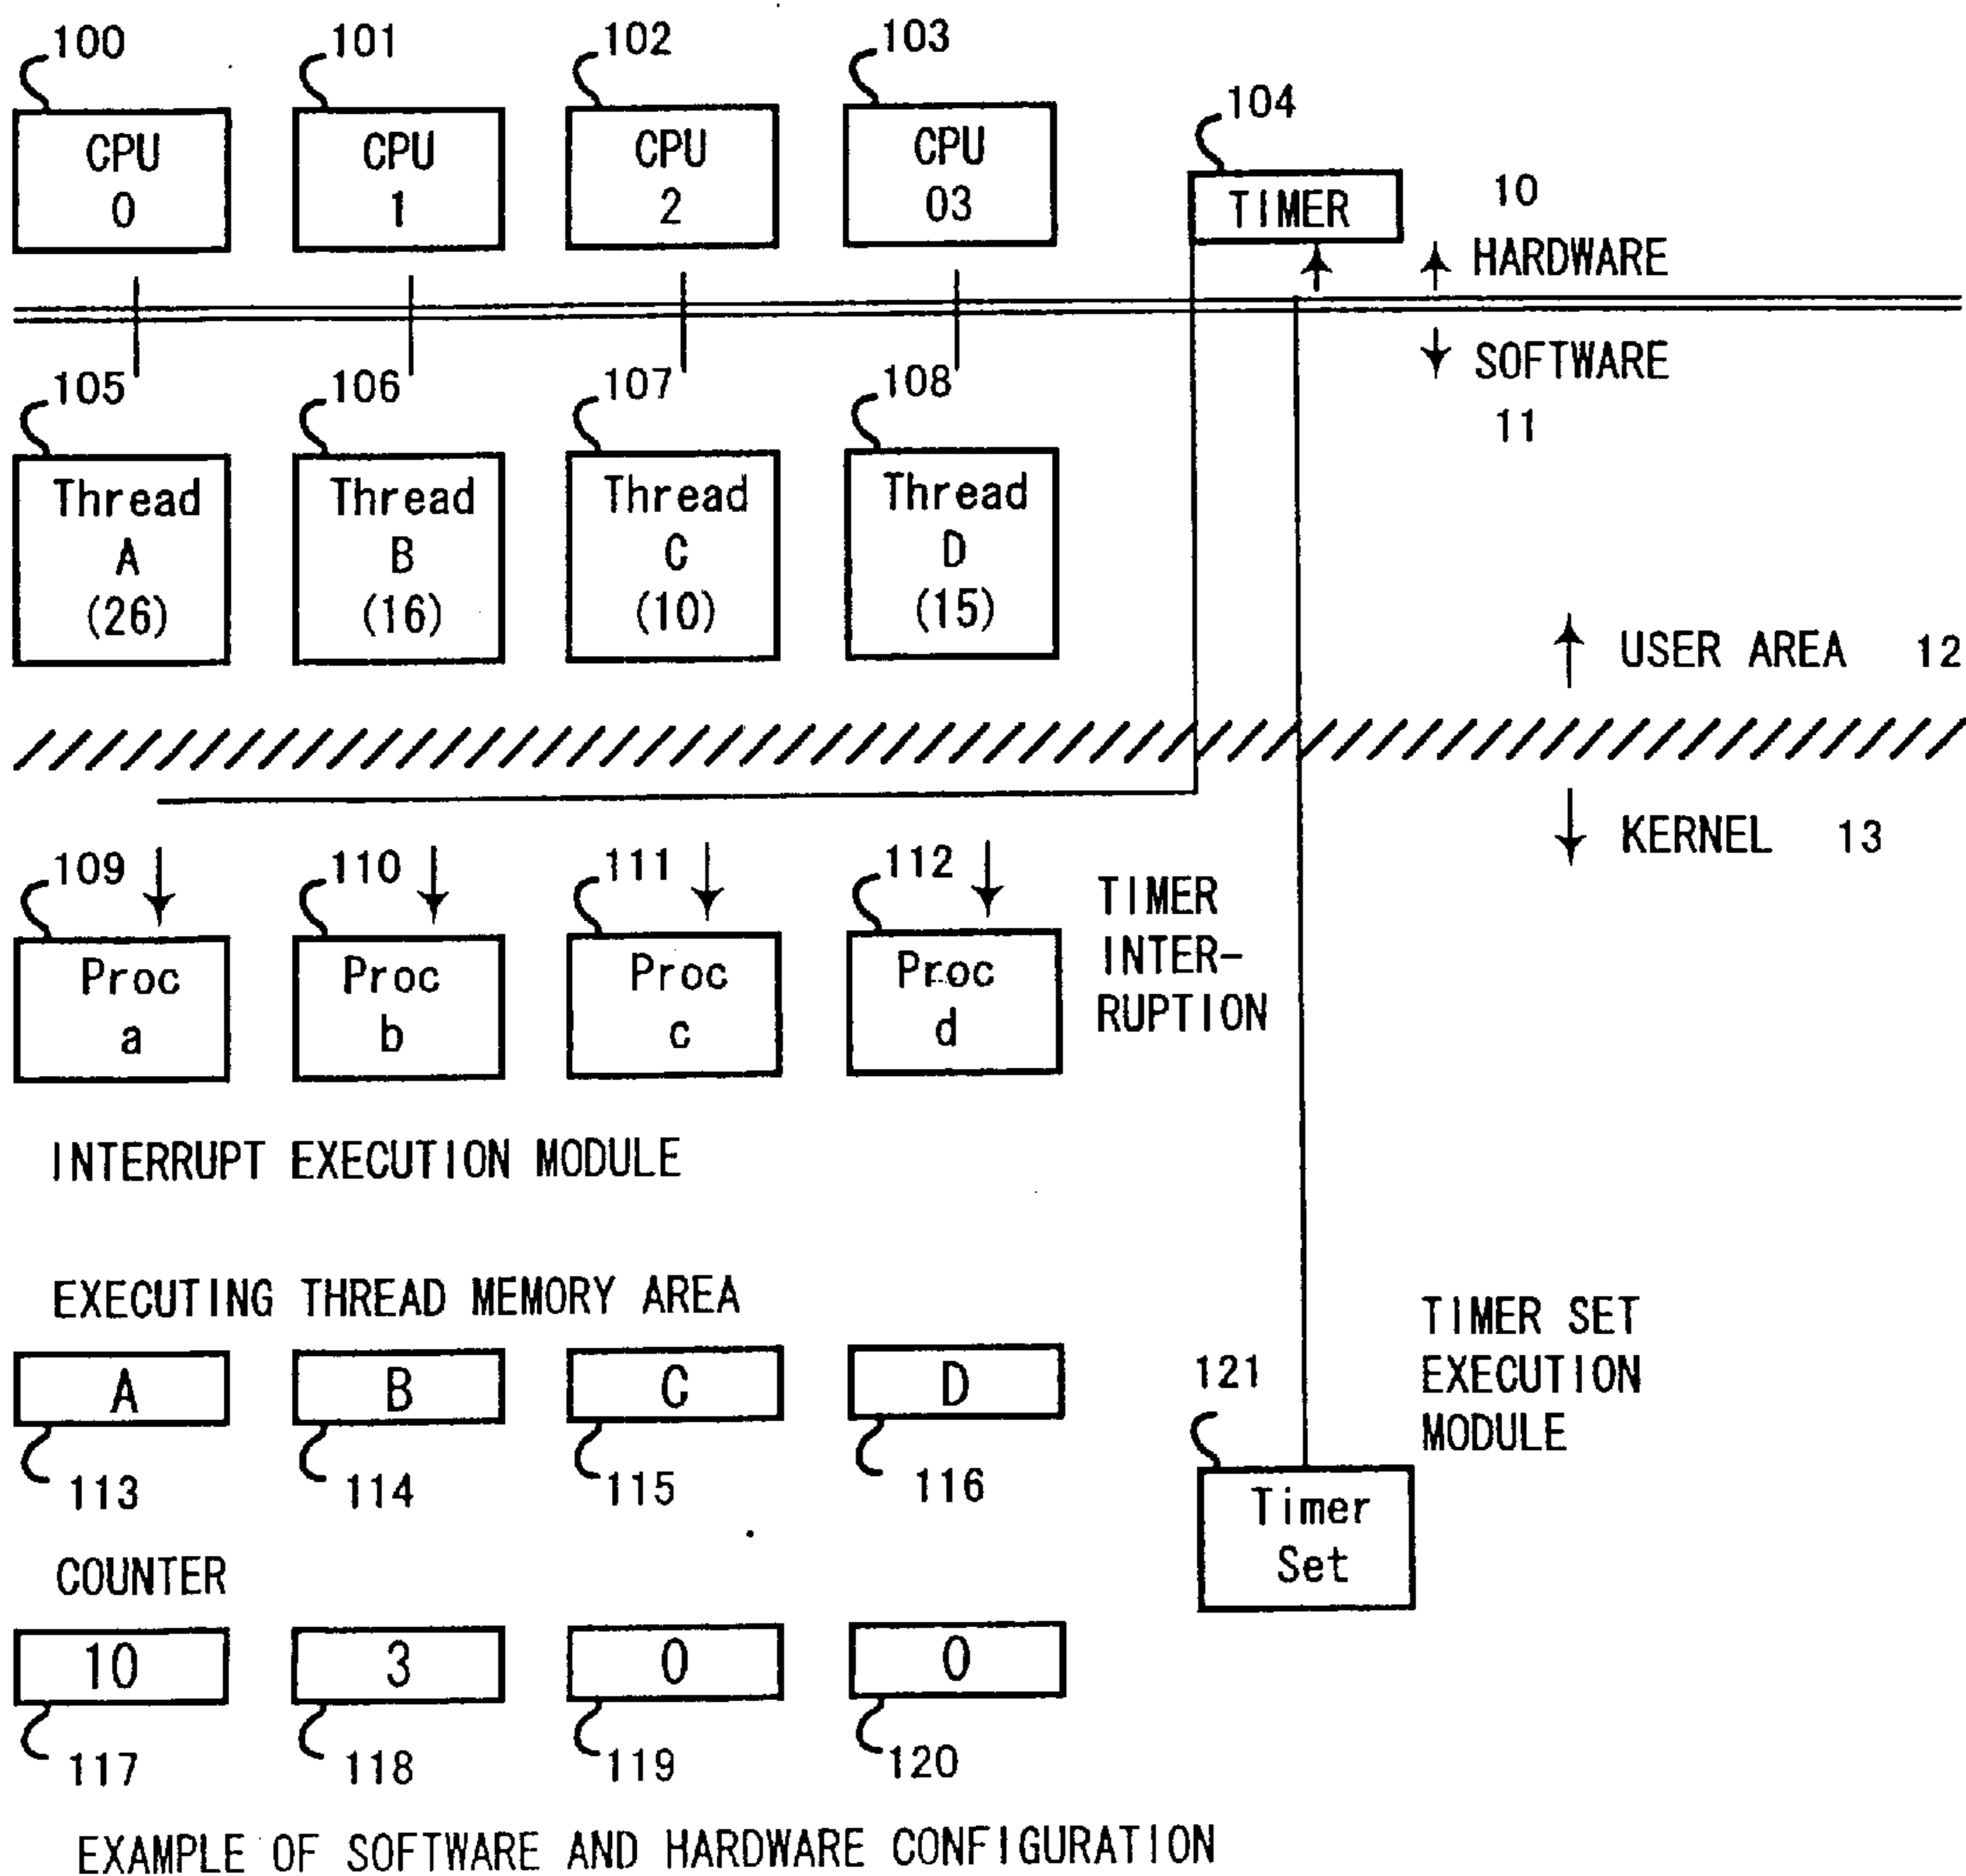 100
101
102
103
CPU
0
CPU
1
CPU
2
CPU
03
104
TIMER
10
HARDWARE
SOFTWARE
11
105
106
107
108
Thread
A
(26)
Thread
B
(16)
Thread
C
(10)
Thread
D
(15)
USER AREA 12
KERNEL 13
109
110
111
112
Proc
a
Proc
b
Proc
c
Proc
d
TIMER
INTER-
RUPTION
INTERRUPT EXECUTION MODULE
EXECUTING THREAD MEMORY AREA
A
B
C
D
113
114
115
116
TIMER SET
EXECUTION
MODULE
121
Timer
Set
COUNTER
10
3
0
0
117
118
119
120
EXAMPLE OF SOFTWARE AND HARDWARE CONFIGURATION